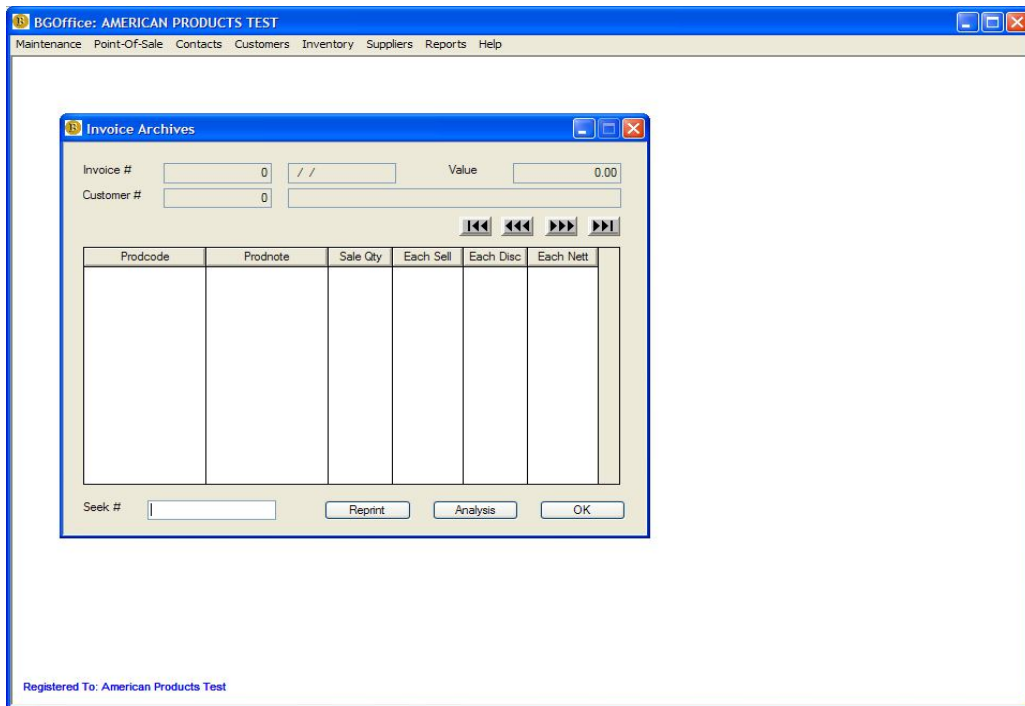 BGOffice: AMERICAN PRODUCTS TEST
Maintenance Point-Of-Sale Contacts Customers Inventory Suppliers Reports Help
Invoice Archives
Invoice # 0 / / Value 0.00
Customer # 0
Prodcode Prodnote Sale Qty Each Sell Each Disc Each Nett
Seek # Reprint Analysis OK
Registered To: American Products Test